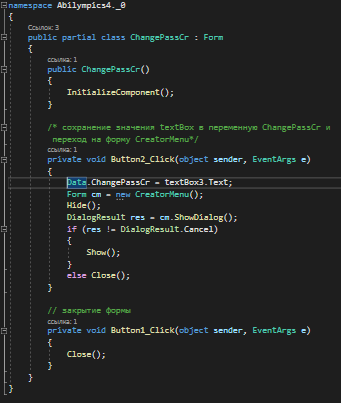 namespace Abilympics4._0
{
Ссылок: 3
public partial class ChangePassCr : Form
{
ссылка: 1
public ChangePassCr()
{
InitializeComponent();
}
/* сохранение значения textBox в переменную ChangePassCr и
переход на форму CreatorMenu*/
ссылка: 1
private void Button2_Click(object sender, EventArgs e)
{
Data.ChangePassCr = textBox3.Text;
Form cm = new CreatorMenu();
Hide();
DialogResult res = cm.ShowDialog();
if (res != DialogResult.Cancel)
{
Show();
}
else Close();
}
// закрытие формы
ссылка: 1
private void Button1_Click(object sender, EventArgs e)
{
Close();
}
}
}